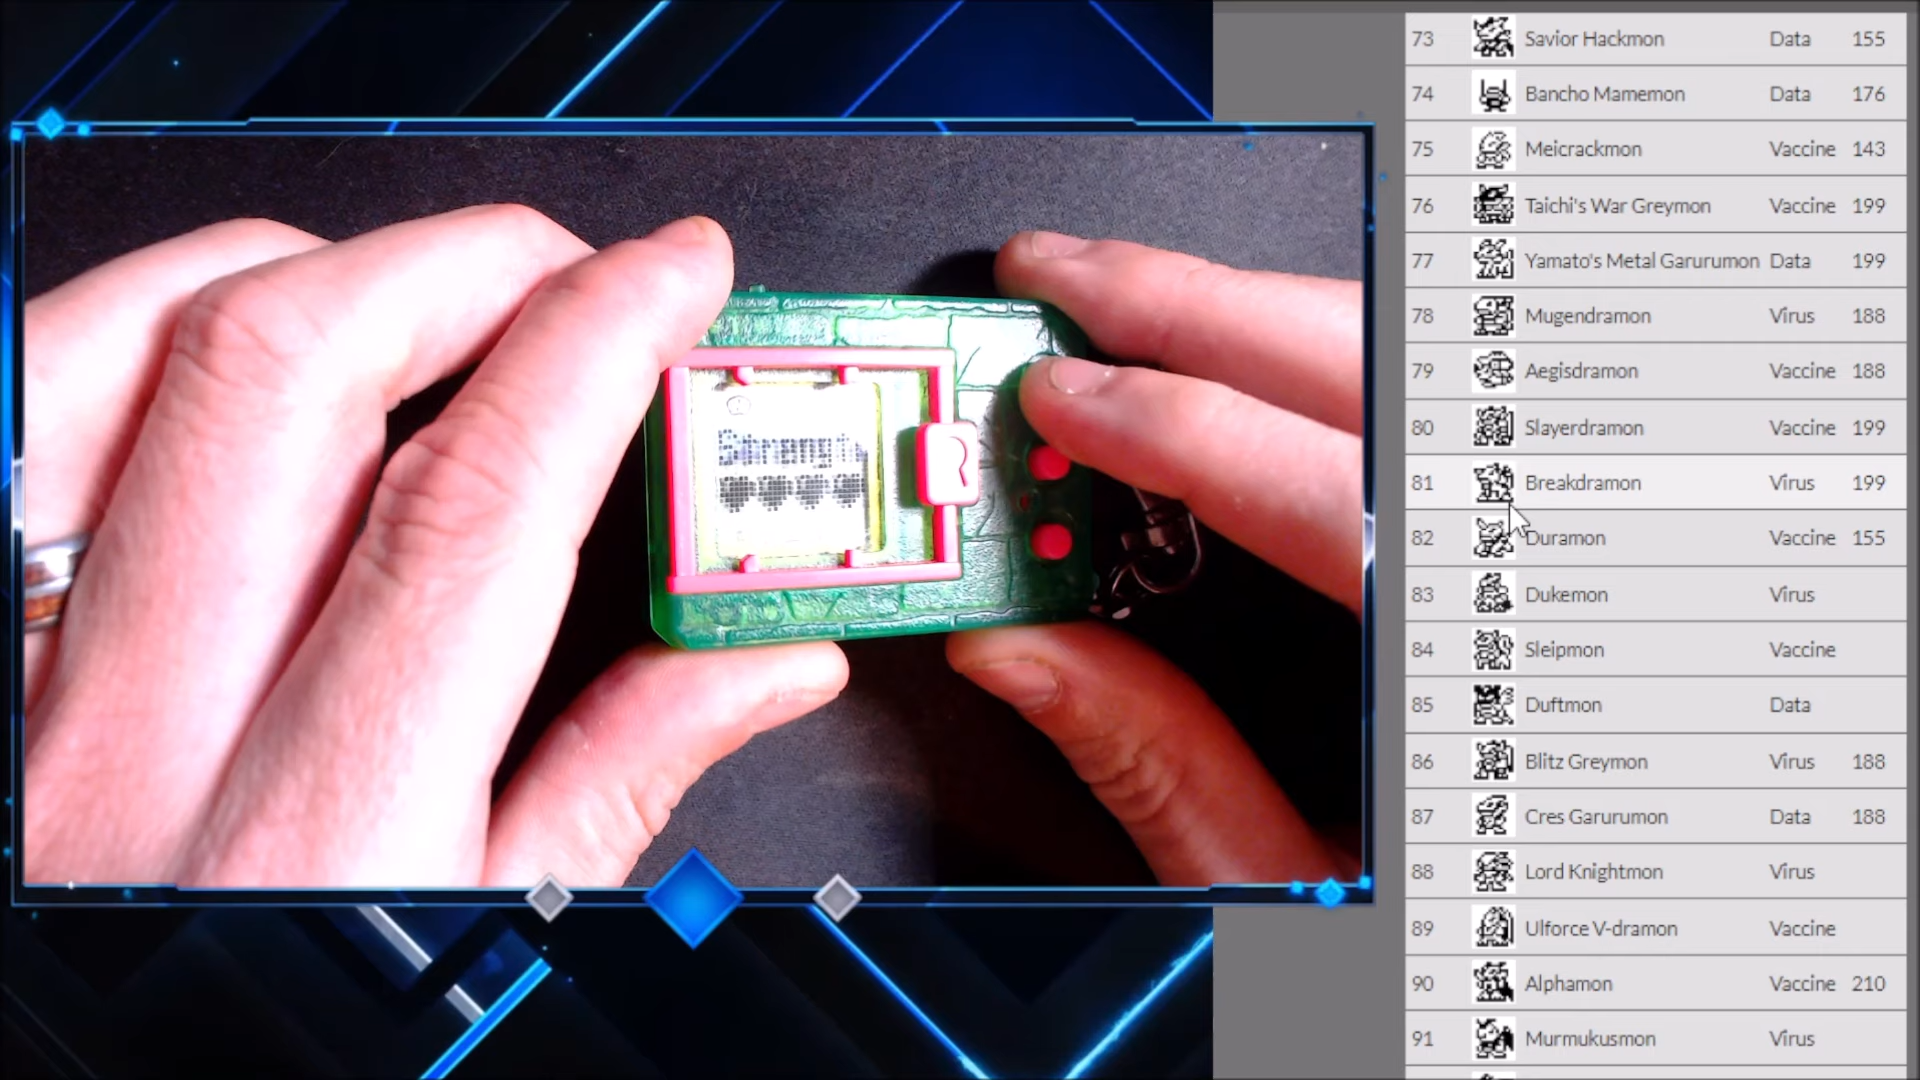 Strength
73 Savior Hackmon Data 155
74 Bancho Mamemon Data 176
75 Meicrackmon Vaccine 143
76 Taichi's War Greymon Vaccine 199
77 Yamato's Metal Garurumon Data 199
78 Mugendramon Virus 188
79 Aegisdramon Vaccine 188
80 Slayerdramon Vaccine 199
81 Breakdramon Virus 199
82 Duramon Vaccine 155
83 Dukemon Virus
84 Sleipmon Vaccine
85 Duftmon Data
86 Blitz Greymon Virus 188
87 Cres Garurumon Data 188
88 Lord Knightmon Virus
89 Ulforce V-dramon Vaccine
90 Alphamon Vaccine 210
91 Murmukusmon Virus